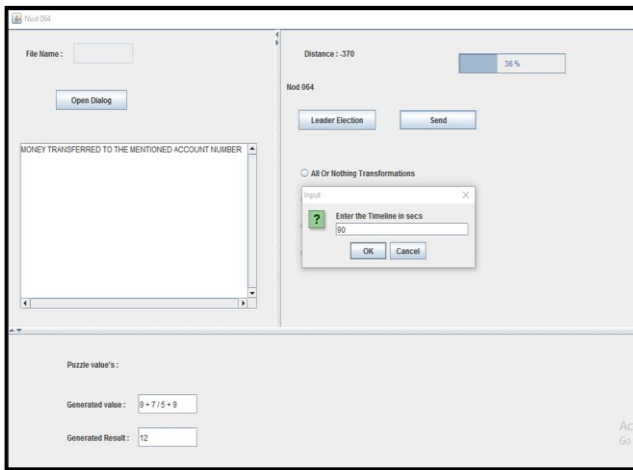 Nod 064
File Name :
Open Dialog
MONEY TRANSFERRED TO THE MENTIONED ACCOUNT NUMBER
Distance : -370
36 %
Nod 064
Leader Election
Send
All Or Nothing Transformations
Input
Enter the Timeline in secs
90
OK
Cancel
Puzzle value's :
Generated value :
9 + 7 / 5 + 9
Generated Result :
12
Go